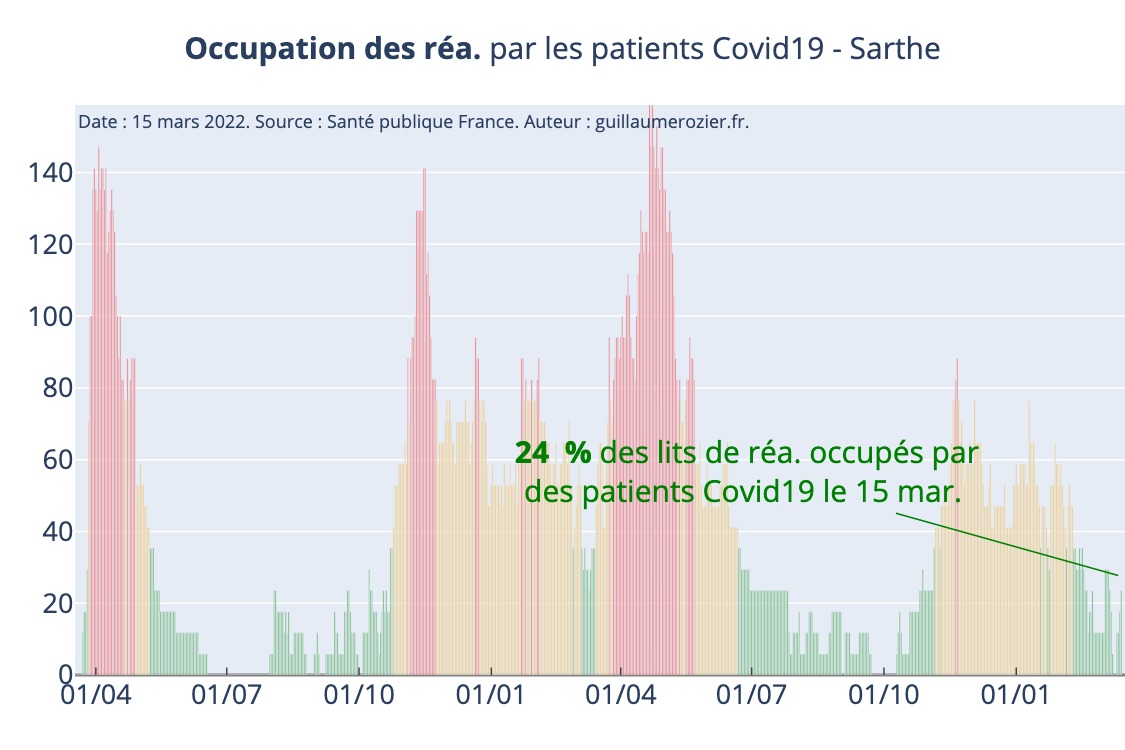 Occupation des réa. par les patients Covid19 - Sarthe
Date : 15 mars 2022. Source : Santé publique France. Auteur : guillaumerozier.fr.
140
120
100
80
60
40
20
0
24 % des lits de réa. occupés par
des patients Covid19 le 15 mar.
01/04 01/07 01/10 01/01 01/04 01/07 01/10 01/01